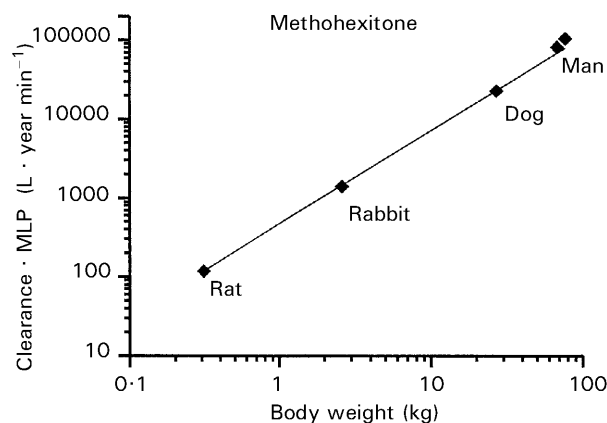 Methohexitone
Clearance · MLP (L · year min⁻¹)
100000
10000
1000
100
10
Man
Dog
Rabbit
Rat
0·1
1
10
100
Body weight (kg)